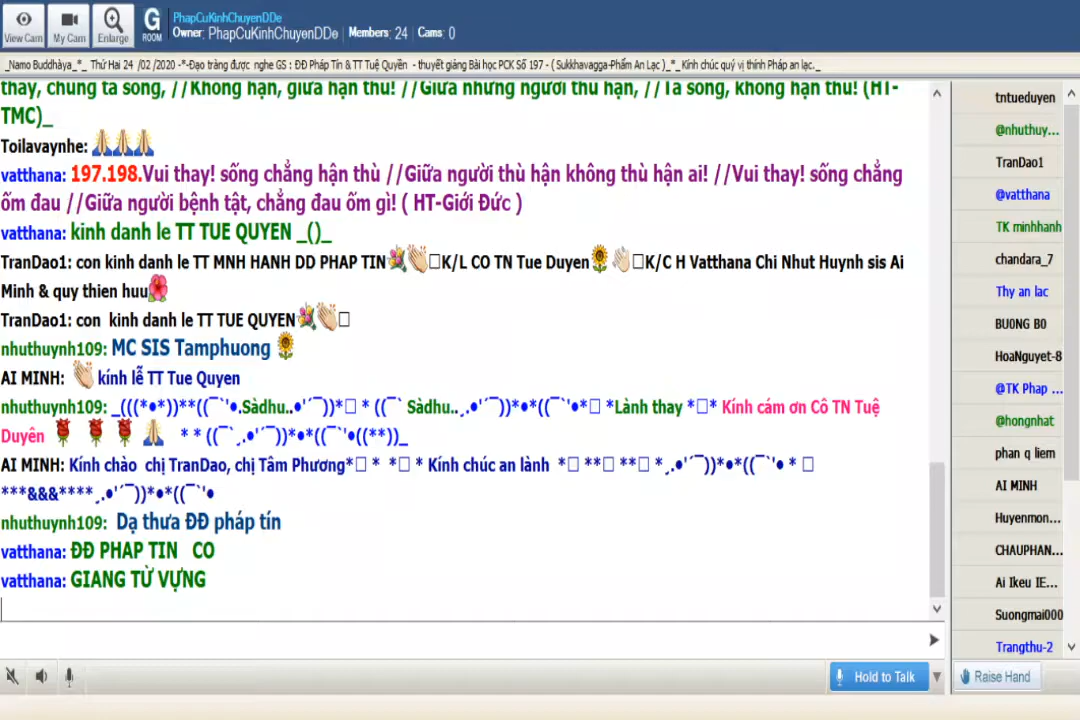 PhapCuKinhChuyenDDe
View Cam My Cam Enlarge G ROOM Owner: PhapCuKinhChuyenDDe Members: 24 Cams: 0
_Namo Buddhàya_*_ Thứ Hai 24 /02 /2020 -*-Đạo tràng được nghe GS : ĐĐ Pháp Tín & TT Tuệ Quyền - thuyết giảng Bài học PCK Số 197 - ( Sukkhavagga-Phẩm An Lạc )_*_Kính chúc quý vị thính Pháp an lạc._
thay, chúng ta sống, //Không hận, giữa hận thù! //Giữa những người thù hận, //Ta sống, không hận thù! (HT-
TMC)_
Toilavaynhe: 🙏🙏🙏
vatthana: 197.198.Vui thay! sống chẳng hận thù //Giữa người thù hận không thù hận ai! //Vui thay! sống chẳng
ốm đau //Giữa người bệnh tật, chẳng đau ốm gì! ( HT-Giới Đức )
vatthana: kinh danh le TT TUE QUYEN _()_
TranDao1: con kinh danh le TT MNH HANH DD PHAP TIN💐👏□K/L CO TN Tue Duyen🌻👏□K/C H Vatthana Chi Nhut Huynh sis Ai
Minh & quy thien huu🌺
TranDao1: con kinh danh le TT TUE QUYEN💐👏□
nhuthuynh109: MC SIS Tamphuong 🌻
AI MINH: 👏 kính lễ TT Tue Quyen
nhuthuynh109: _(((*•*))**((¯`'•.Sàdhu..•'´¯))*□ * ((¯` Sàdhu..¸.•'´¯))*•*((¯`'•*□ *Lành thay *□* Kính cám ơn Cô TN Tuệ
Duyên 🌹 🌹 🌹 🙏 * * ((¯`¸.•'´¯))*•*((¯`'•((**))_
AI MINH: Kính chào chị TranDao, chị Tâm Phương*□ * *□ * Kính chúc an lành *□ **□ **□ *¸.•'´¯))*•*((¯`'• * □
***&&&****¸.•'´¯))*•*((¯`'•
nhuthuynh109: Dạ thưa ĐĐ pháp tín
vatthana: ĐĐ PHAP TIN CO
vatthana: GIANG TỪ VỰNG
tntueduyen
@nhuthuy...
TranDao1
@vatthana
TK minhhanh
chandara_7
Thy an lac
BU0NG B0
HoaNguyet-8
@TK Phap ...
@hongnhat
phan q liem
AI MINH
Huyenmon...
CHAUPHAN...
Ai Ikeu IE...
Suongmai000
Trangthu-2
Hold to Talk Raise Hand